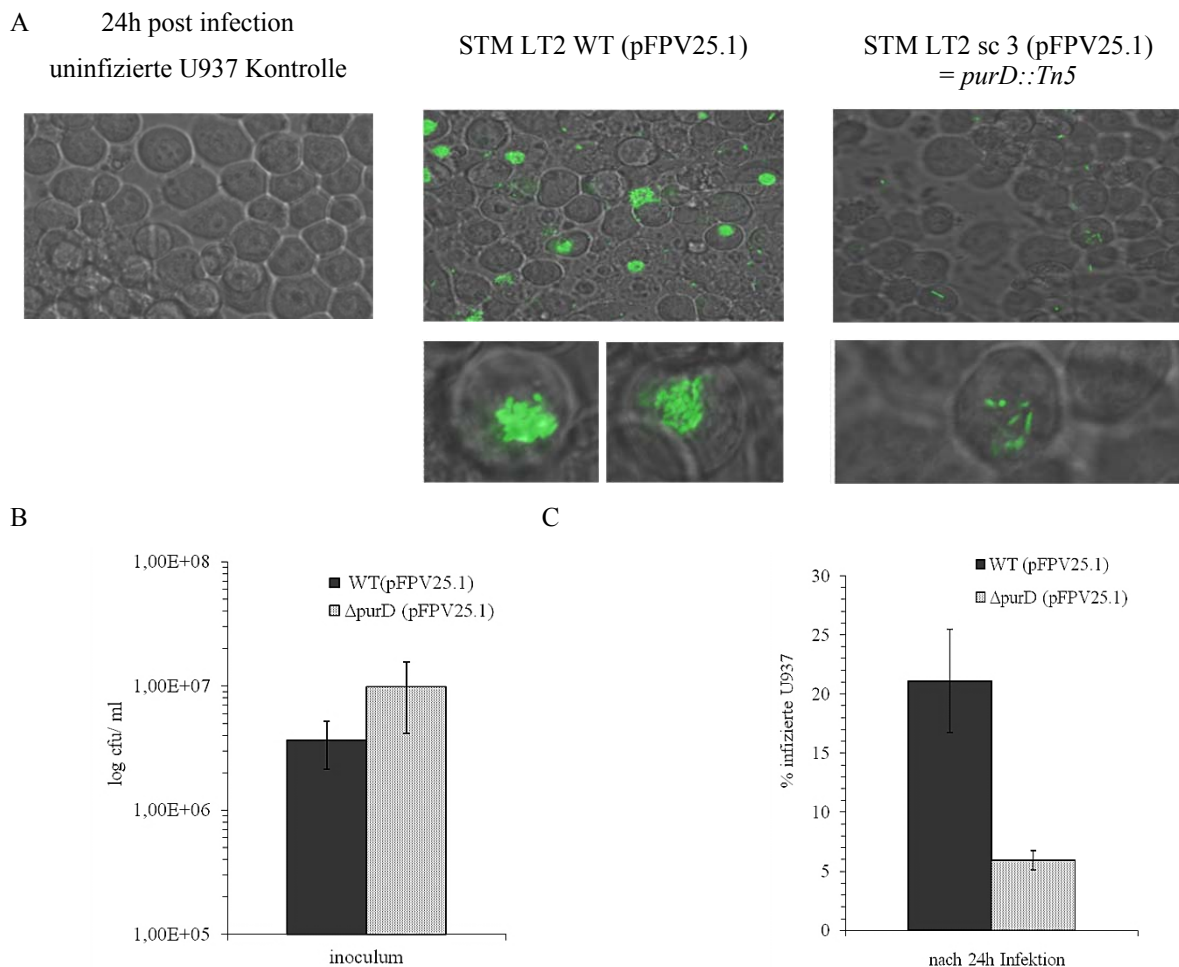 A
24h post infection
uninfizierte U937 Kontrolle
STM LT2 WT (pFPV25.1)
STM LT2 sc 3 (pFPV25.1)
= purD::Tn5
B
1,00E+08
1,00E+07
1,00E+06
1,00E+05
log cfu/ ml
WT(pFPV25.1)
ΔpurD (pFPV25.1)
inoculum
C
30
25
20
15
10
5
0
% infizierte U937
WT (pFPV25.1)
ΔpurD (pFPV25.1)
nach 24h Infektion